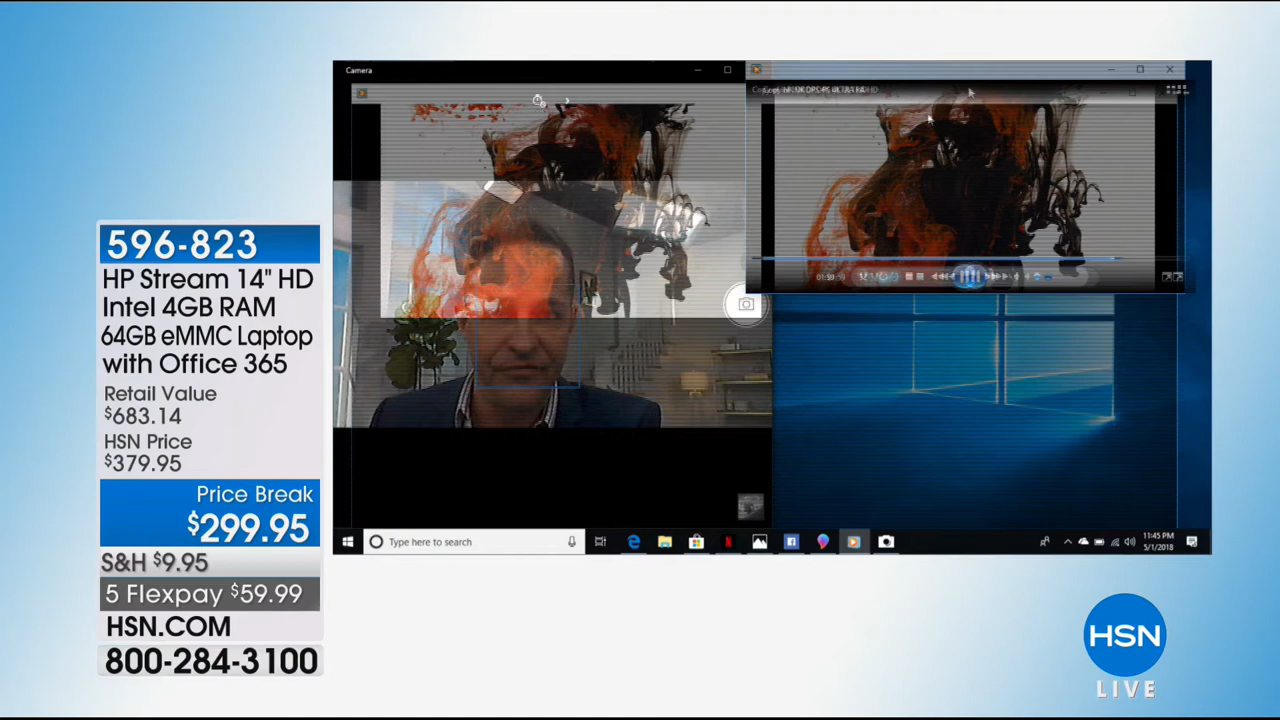 596-823
HP Stream 14" HD
Intel 4GB RAM
64GB eMMC Laptop
with Office 365
Retail Value
$683.14
HSN Price
$379.95
Price Break
$299.95
S&H $9.95
5 Flexpay $59.99
HSN.COM
800-284-3100
Camera
Type here to search
11:45 PM
5/1/2018
HSN
LIVE